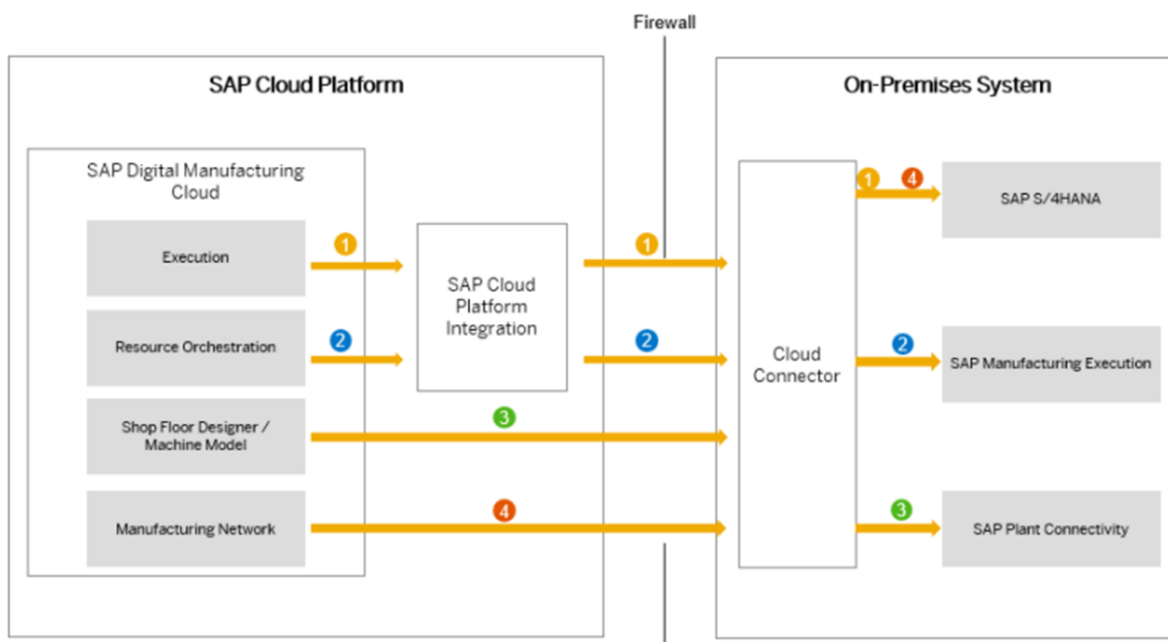 Firewall
SAP Cloud Platform
On-Premises System
SAP Digital Manufacturing
Cloud
Execution
1
SAP Cloud
Platform
Integration
1
Resource Orchestration
2
2
Shop Floor Designer /
Machine Model
3
Manufacturing Network
4
Cloud
Connector
1
4
SAP S/4HANA
2
SAP Manufacturing Execution
3
SAP Plant Connectivity